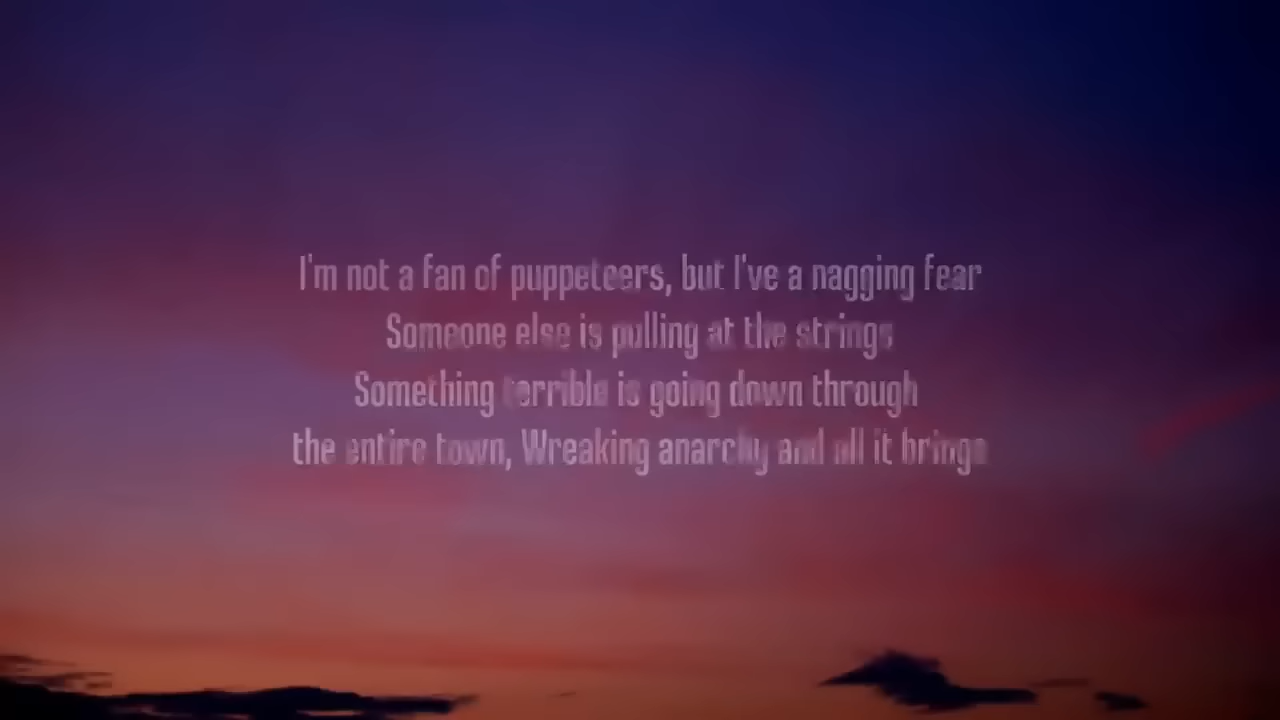 I'm not a fan of puppeteers, but I've a nagging fear
Someone else is pulling at the strings
Something terrible is going down through
the entire town, Wreaking anarchy and all it brings